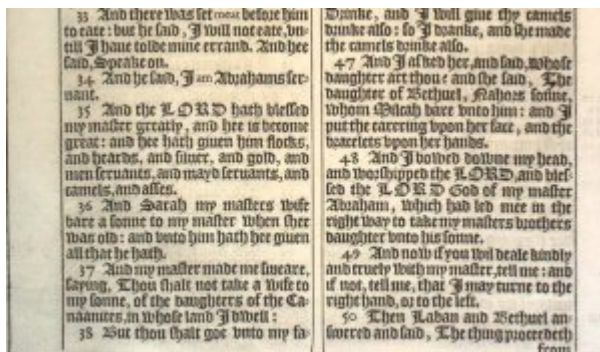 33 And there was set meat before him
to eate: but he said, I will not eate, vn-
till I haue tolde mine errand. And hee
said, Speake on.
34 And he said, I am Abrahams ser-
uant.
35 And the LORD hath blessed
my master greatly, and hee is become
great: and hee hath giuen him flocks,
and heards, and siluer, and gold, and
men seruants, and mayd seruants, and
camels, and asses.
36 And Sarah my masters wife
bare a sonne to my master when shee
was old: and vnto him hath hee giuen
all that he hath.
37 And my master made me sweare,
saying, Thou shalt not take a wife to
my sonne, of the daughters of the Ca-
naanites, in whose land I dwell:
38 But thou shalt goe vnto my fa-
Drinke, and I will giue thy camels
drinke also: so I dranke, and she made
the camels drinke also.
47 And I asked her, and said, whose
daughter art thou? and she said, The
daughter of Bethuel, Nahors sonne,
whom Milcah bare vnto him: and I
put the earering vpon her face, and the
bracelets vpon her hands.
48 And I bowed downe my head,
and worshipped the LORD, and bles-
sed the LORD God of my master
Abraham, which had led mee in the
right way to take my masters brothers
daughter vnto his sonne.
49 And now if you wil deale kindly
and truely with my master, tell me: and
if not, tell me, that I may turne to the
right hand, or to the left.
50 Then Laban and Bethuel an-
swered and said, The thing proceedeth
from